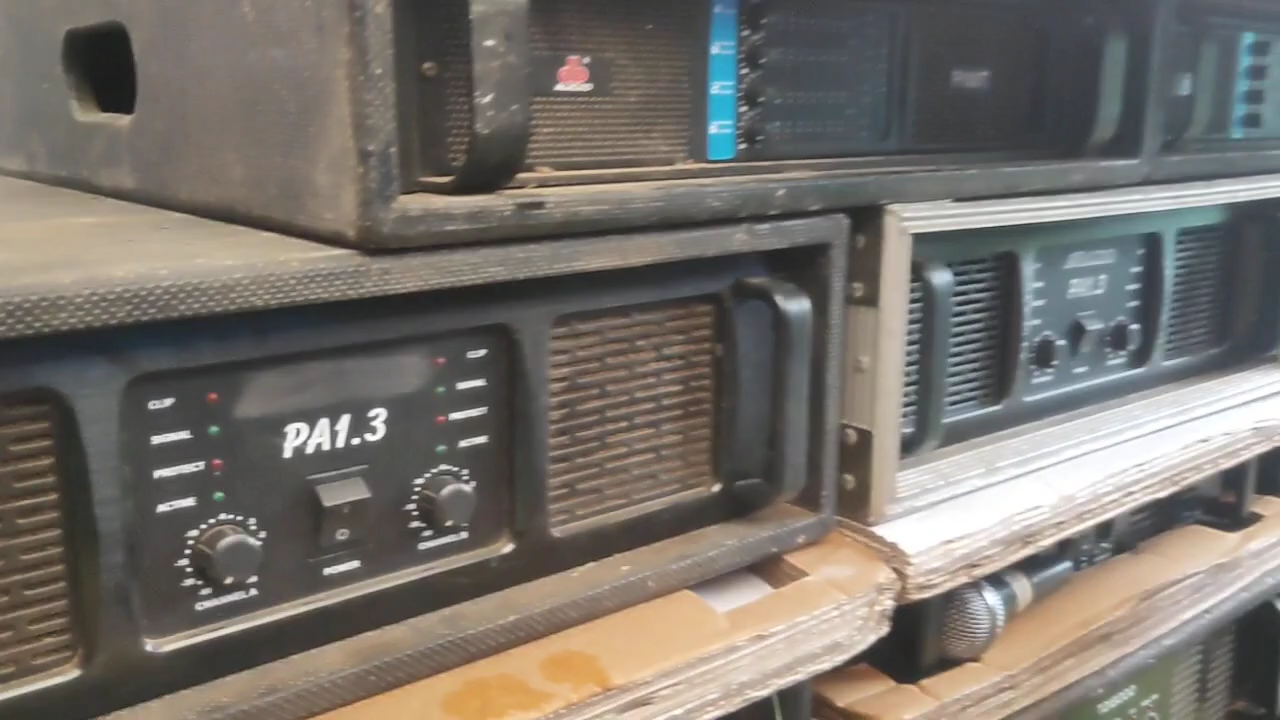 CLIP
SIGNAL
PROTECT
ACTIVE
CHANNEL A
PA1.3
POWER
CLIP
SIGNAL
PROTECT
ACTIVE
CHANNEL B
PA1.3